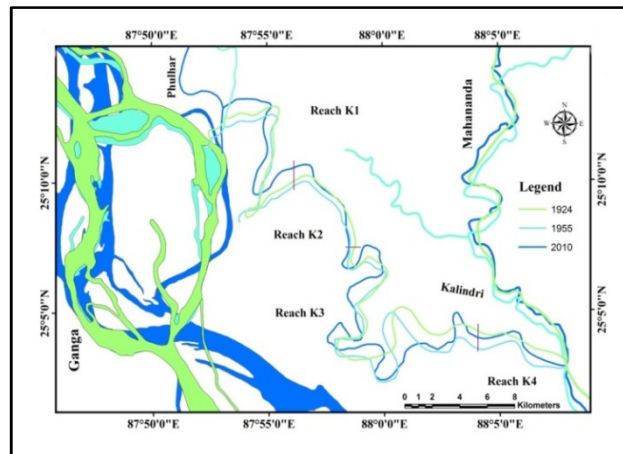 87°50'0"E 87°55'0"E 88°0'0"E 88°5'0"E
Phulhar
Reach K1
Mahananda
N
W E
S
25°10'0"N
25°10'0"N
Legend
1924
1955
2010
Reach K2
Kalindri
Reach K3
25°5'0"N
25°5'0"N
Ganga
Reach K4
0 1 2 4 6 8
Kilometers
87°50'0"E 87°55'0"E 88°0'0"E 88°5'0"E